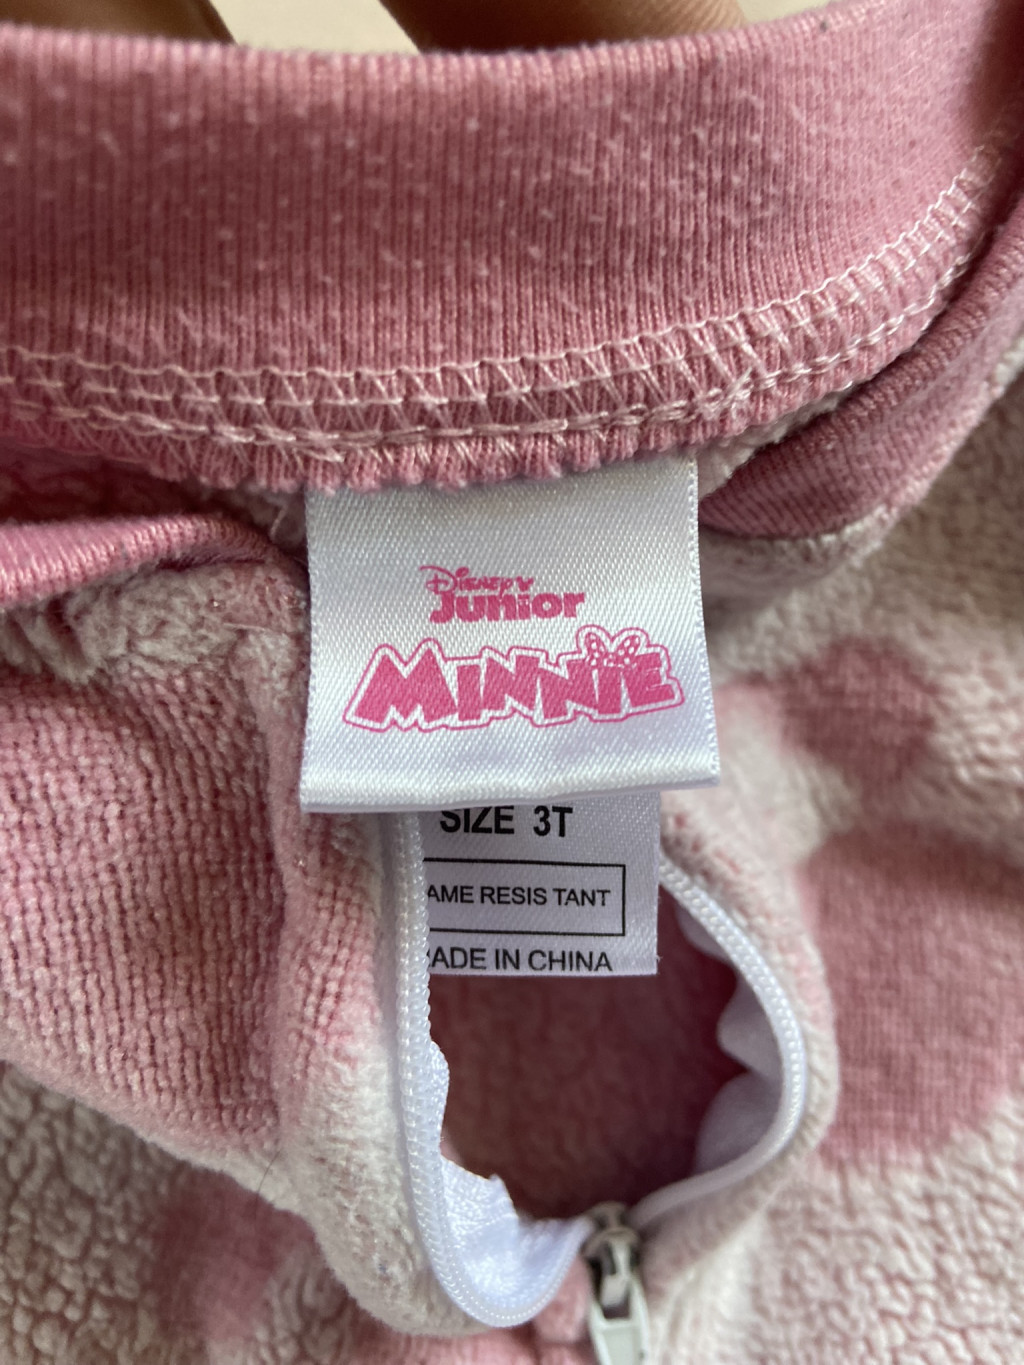 Disney
Junior
MINNIE
SIZE 3T
AME RESIS TANT
ADE IN CHINA